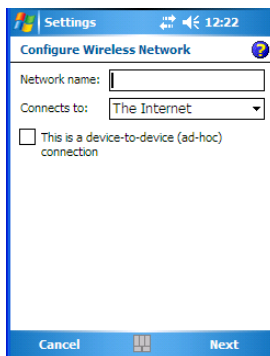 Settings 12:22
Configure Wireless Network
Network name:
Connects to: The Internet
This is a device-to-device (ad-hoc)
connection
Cancel Next